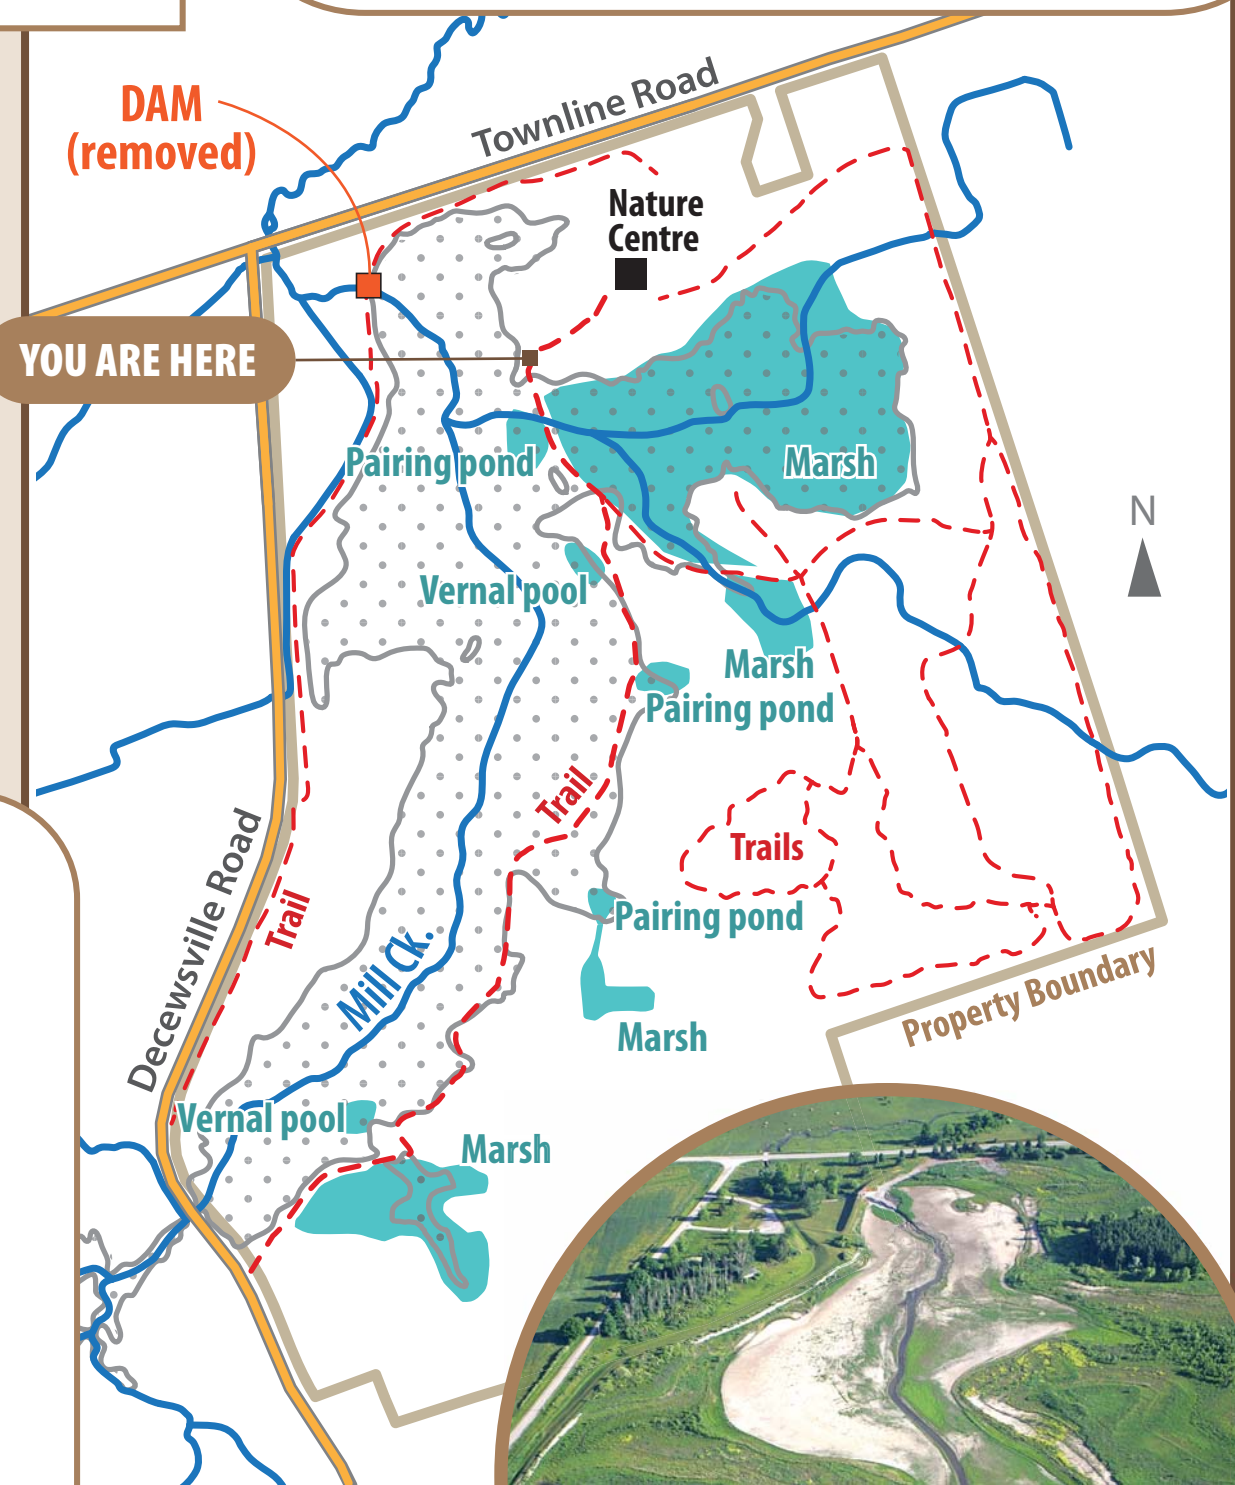 Townline Road
DAM
(removed)
Nature
Centre
YOU ARE HERE
Pairing pond
Marsh
N
Vernal pool
Marsh
Pairing pond
Trail
Trails
Decewsville Road
Trail
Pairing pond
Mill Ck.
Property Boundary
Marsh
Vernal pool
Marsh